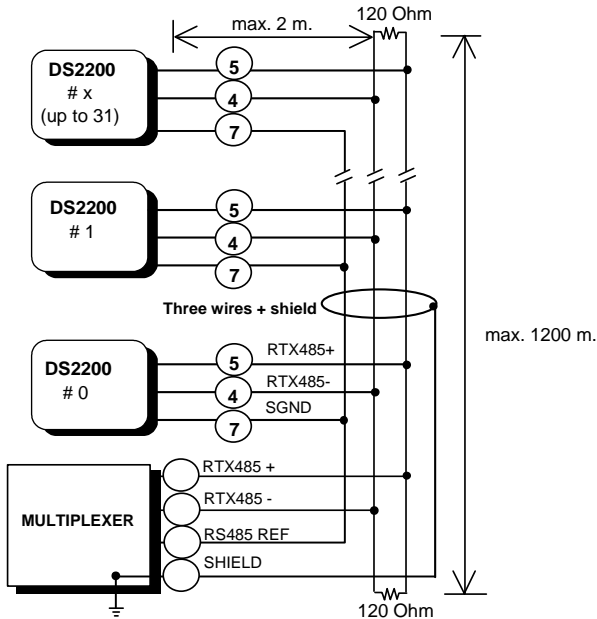 max. 2 m.
120 Ohm
DS2200
# x
(up to 31)
5
4
7
DS2200
# 1
5
4
7
Three wires + shield
max. 1200 m.
DS2200
# 0
5
RTX485+
4
RTX485-
7
SGND
MULTIPLEXER
RTX485 +
RTX485 -
RS485 REF
SHIELD
120 Ohm